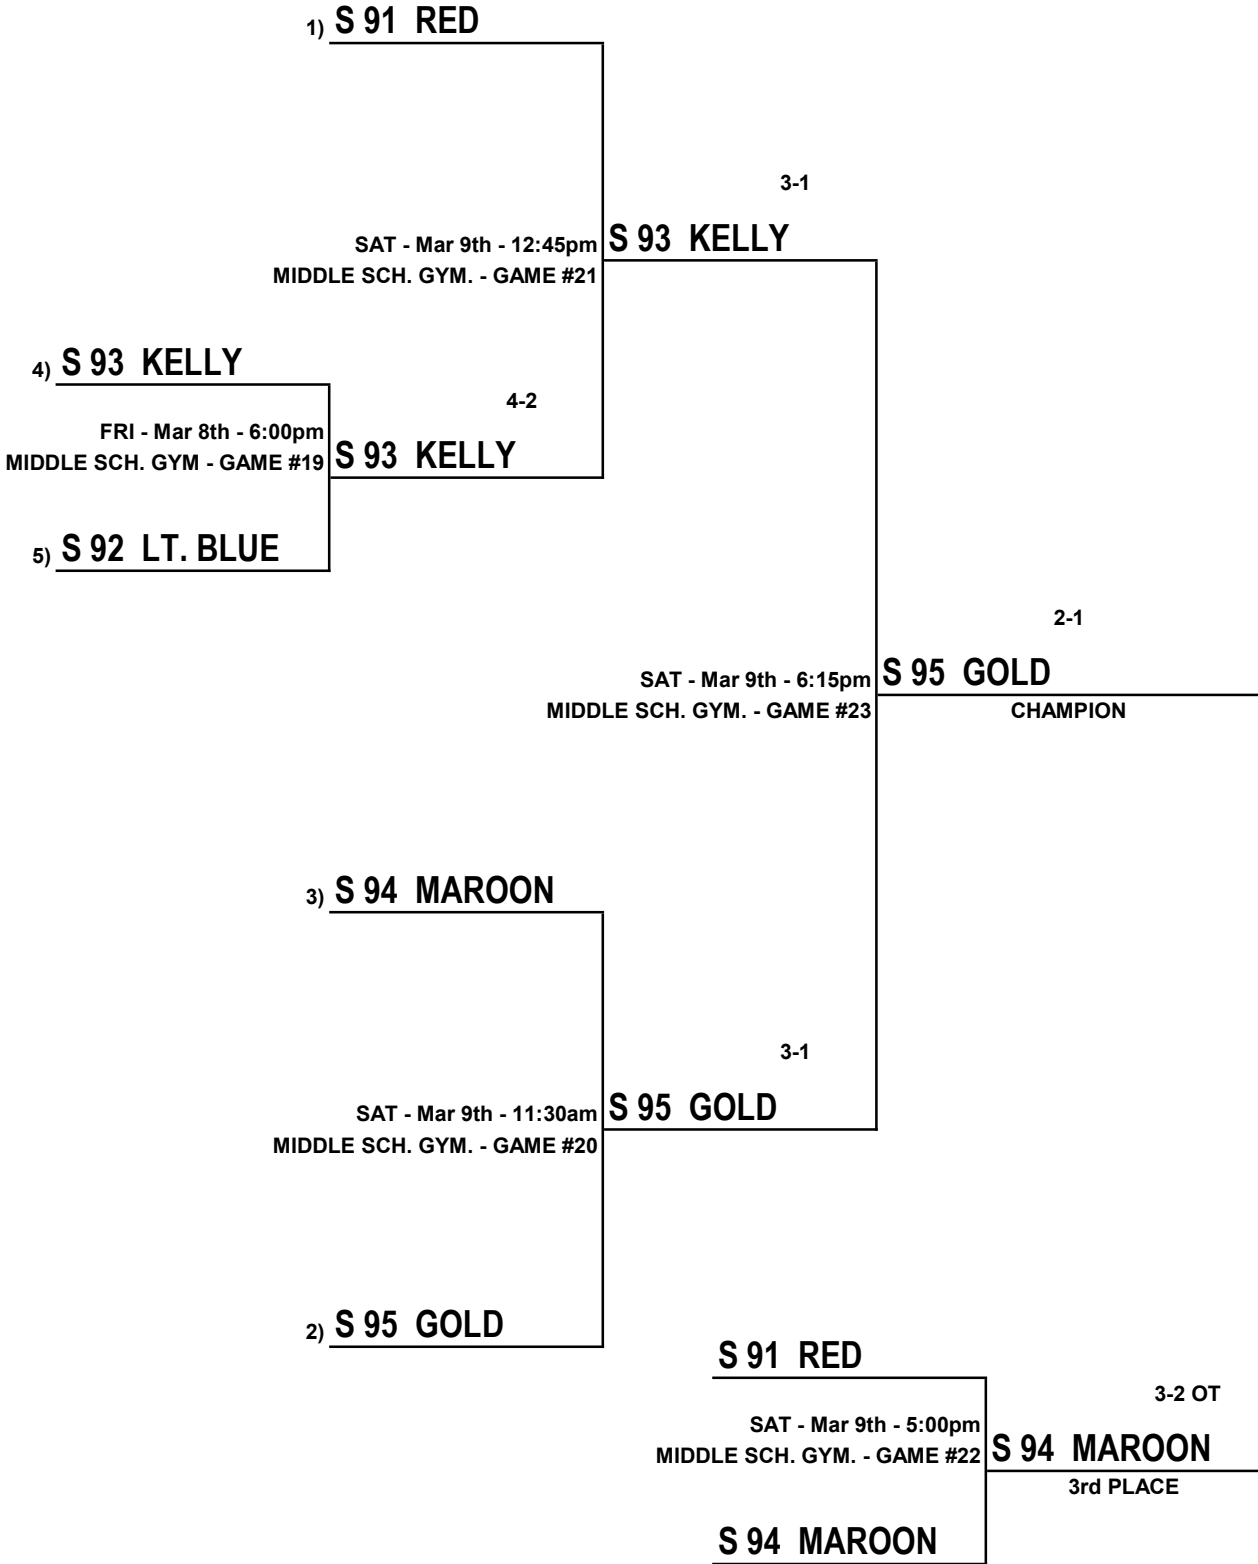 1) S 91 RED
3-1
SAT - Mar 9th - 12:45pm
S 93 KELLY
MIDDLE SCH. GYM. - GAME #21
4) S 93 KELLY
4-2
FRI - Mar 8th - 6:00pm
MIDDLE SCH. GYM - GAME #19
S 93 KELLY
5) S 92 LT. BLUE
2-1
SAT - Mar 9th - 6:15pm
S 95 GOLD
MIDDLE SCH. GYM. - GAME #23
CHAMPION
3) S 94 MAROON
3-1
SAT - Mar 9th - 11:30am
S 95 GOLD
MIDDLE SCH. GYM. - GAME #20
2) S 95 GOLD
S 91 RED
3-2 OT
SAT - Mar 9th - 5:00pm
MIDDLE SCH. GYM. - GAME #22
S 94 MAROON
3rd PLACE
S 94 MAROON